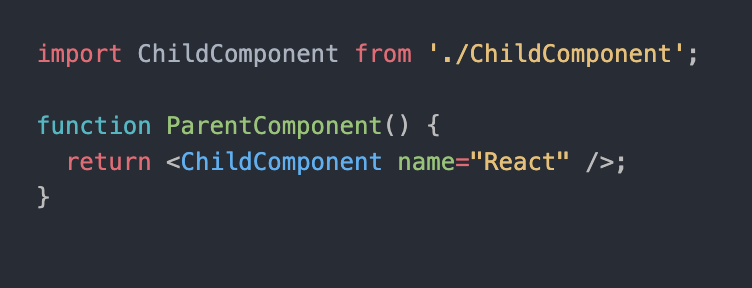 import ChildComponent from './ChildComponent';

function ParentComponent() {
  return <ChildComponent name="React" />;
}